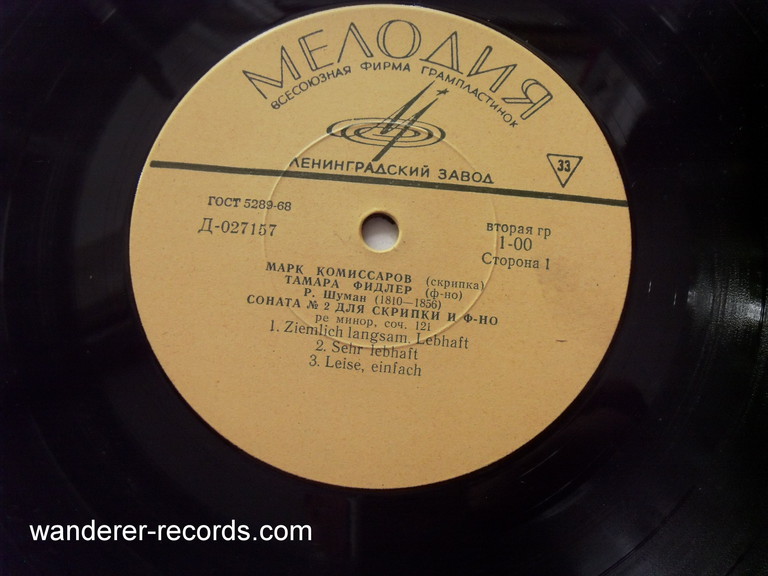 МЕЛОДИЯ
ВСЕСОЮЗНАЯ ФИРМА ГРАМПЛАСТИНОК
ЛЕНИНГРАДСКИЙ ЗАВОД
33
ГОСТ 5289-68
Д-027157
вторая гр
1-00
Сторона 1
МАРК КОМИССАРОВ (скрипка)
ТАМАРА ФИДЛЕР (ф-но)
Р. Шуман (1810—1856)
СОНАТА № 2 ДЛЯ СКРИПКИ И Ф-НО
ре минор, соч. 121
1. Ziemlich langsam. Lebhaft
2. Sehr lebhaft
3. Leise, einfach
wanderer-records.com